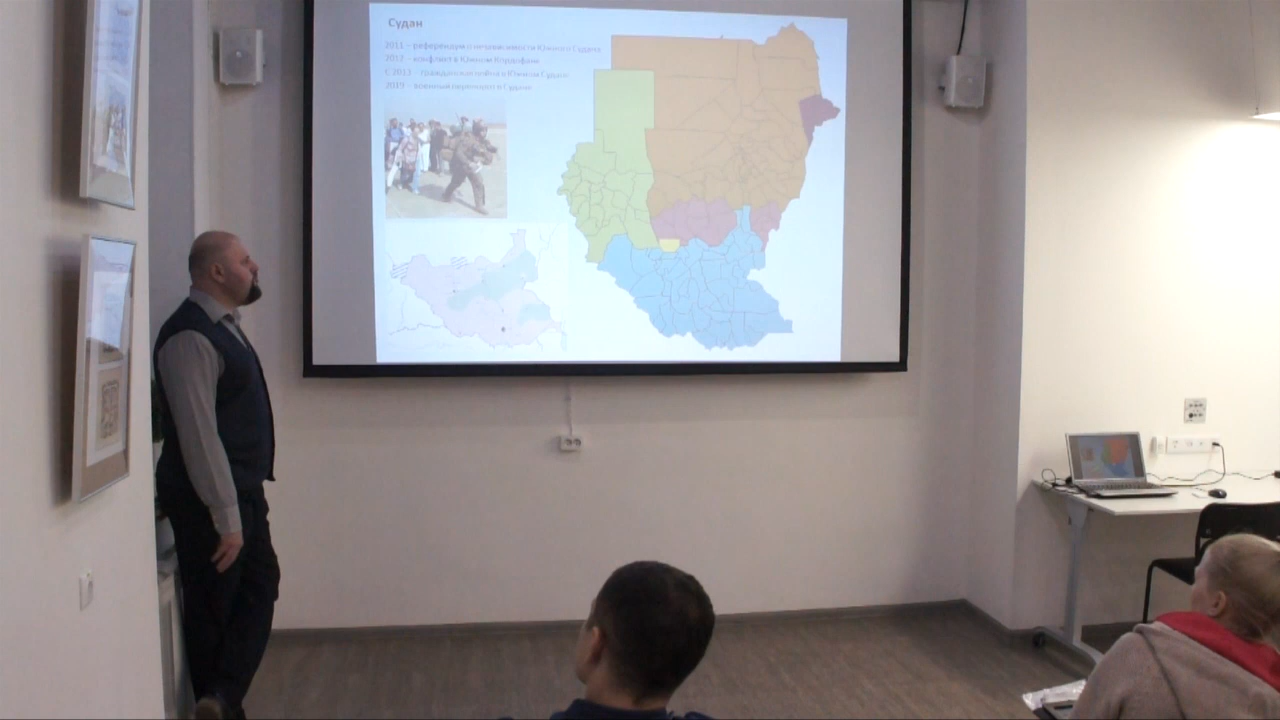 Судан
2011 – референдум о независимости Южного Судана
2012 – конфликт в Южном Кордофане
С 2013 – гражданская война в Южном Судане
2019 – военный переворот в Судане